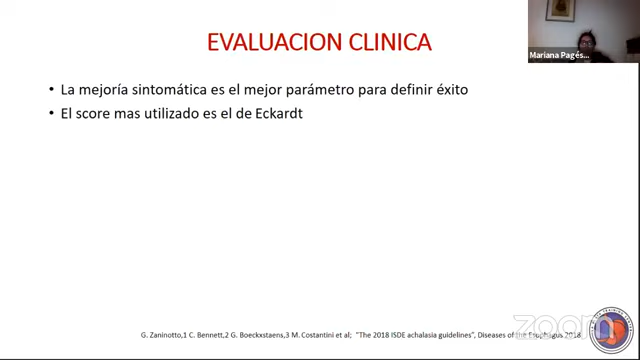 EVALUACION CLINICA
Mariana Pagés...
• La mejoría sintomática es el mejor parámetro para definir éxito
• El score mas utilizado es el de Eckardt
G. Zaninotto,1 C. Bennett,2 G. Boeckxstaens,3 M. Costantini et al; "The 2018 ISDE achalasia guidelines", Diseases of the Esophagus 2018
zoom